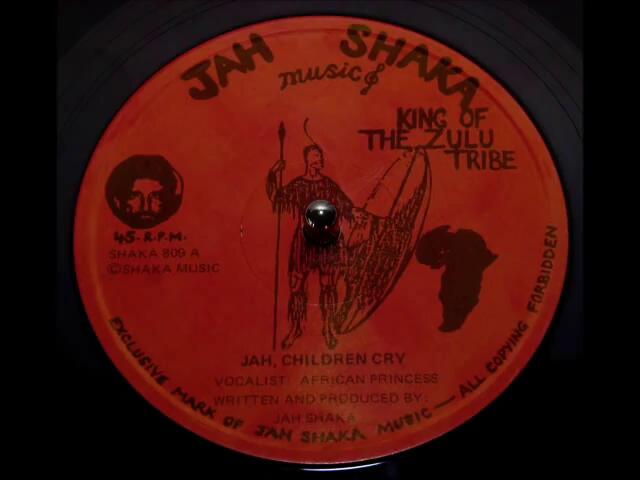 JAH SHAKA
music
KING OF
THE ZULU
TRIBE
45-R.P.M.
SHAKA 809 A
©SHAKA MUSIC
JAH, CHILDREN CRY
VOCALIST: AFRICAN PRINCESS
WRITTEN AND PRODUCED BY:
JAH SHAKA
EXCLUSIVE MARK OF JAH SHAKA MUSIC — ALL COPYING FORBIDDEN